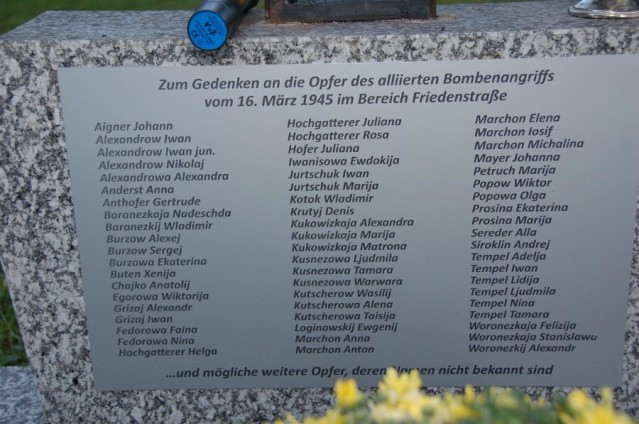 Zum Gedenken an die Opfer des alliierten Bombenangriffs
vom 16. März 1945 im Bereich Friedenstraße
Aigner Johann
Alexandrow Iwan
Alexandrow Iwan jun.
Alexandrow Nikolaj
Alexandrowa Alexandra
Anderst Anna
Anthofer Gertrude
Baranezkaja Nadeschda
Baranezkij Wladimir
Burzow Alexej
Burzow Sergej
Burzowa Ekaterina
Buten Xenija
Chajko Anatolij
Egorowa Wiktorija
Grizaj Alexandr
Grizaj Iwan
Fedorowa Faina
Fedorowa Nina
Hochgatterer Helga
Hochgatterer Juliana
Hochgatterer Rosa
Hofer Juliana
Iwanisowa Ewdokija
Jurtschuk Iwan
Jurtschuk Marija
Kotok Wladimir
Krutyj Denis
Kukowizkaja Alexandra
Kukowizkaja Marija
Kukowizkaja Matrona
Kusnezowa Ljudmila
Kusnezowa Tamara
Kusnezowa Warwara
Kutscherow Wasilij
Kutscherowa Alena
Kutscherowa Taisija
Loginowskij Ewgenij
Marchon Anna
Marchon Anton
Marchon Elena
Marchon Iosif
Marchon Michalina
Mayer Johanna
Petruch Marija
Popow Wiktor
Popowa Olga
Prosina Ekaterina
Prosina Marija
Sereder Alla
Siroklin Andrej
Tempel Adelja
Tempel Iwan
Tempel Lidija
Tempel Ljudmila
Tempel Nina
Tempel Tamara
Woronezkaja Felizija
Woronezkaja Stanislawa
Woronezkij Alexandr
...und mögliche weitere Opfer, deren Namen nicht bekannt sind